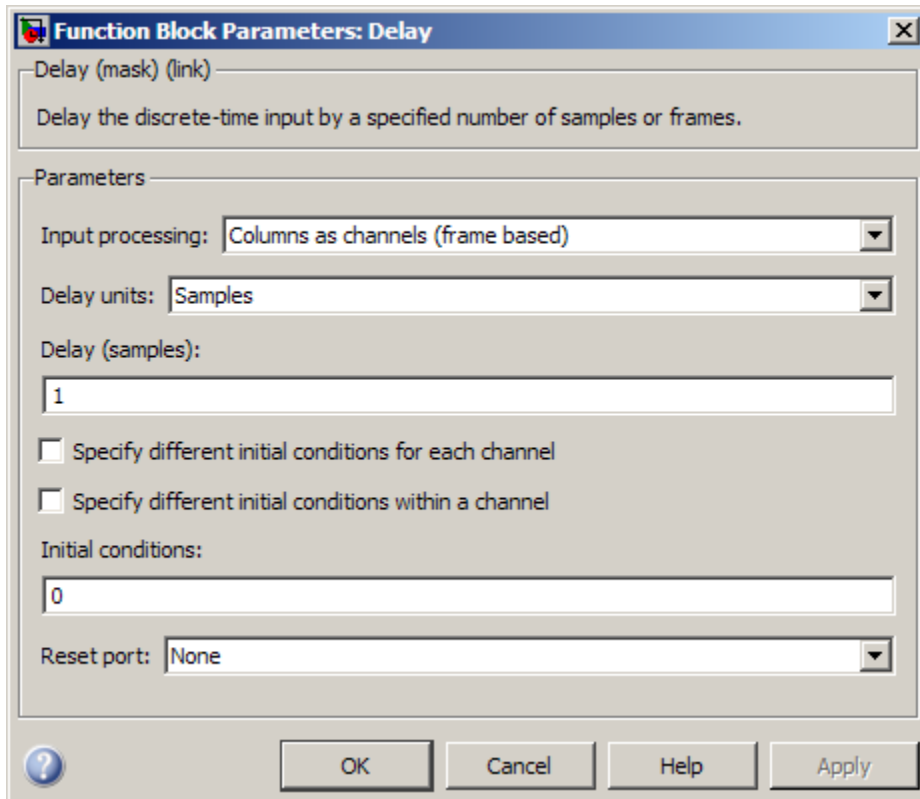 Function Block Parameters: Delay
Delay (mask) (link)
Delay the discrete-time input by a specified number of samples or frames.
Parameters
Input processing: Columns as channels (frame based)
Delay units: Samples
Delay (samples):
1
Specify different initial conditions for each channel
Specify different initial conditions within a channel
Initial conditions:
0
Reset port: None
? OK Cancel Help Apply